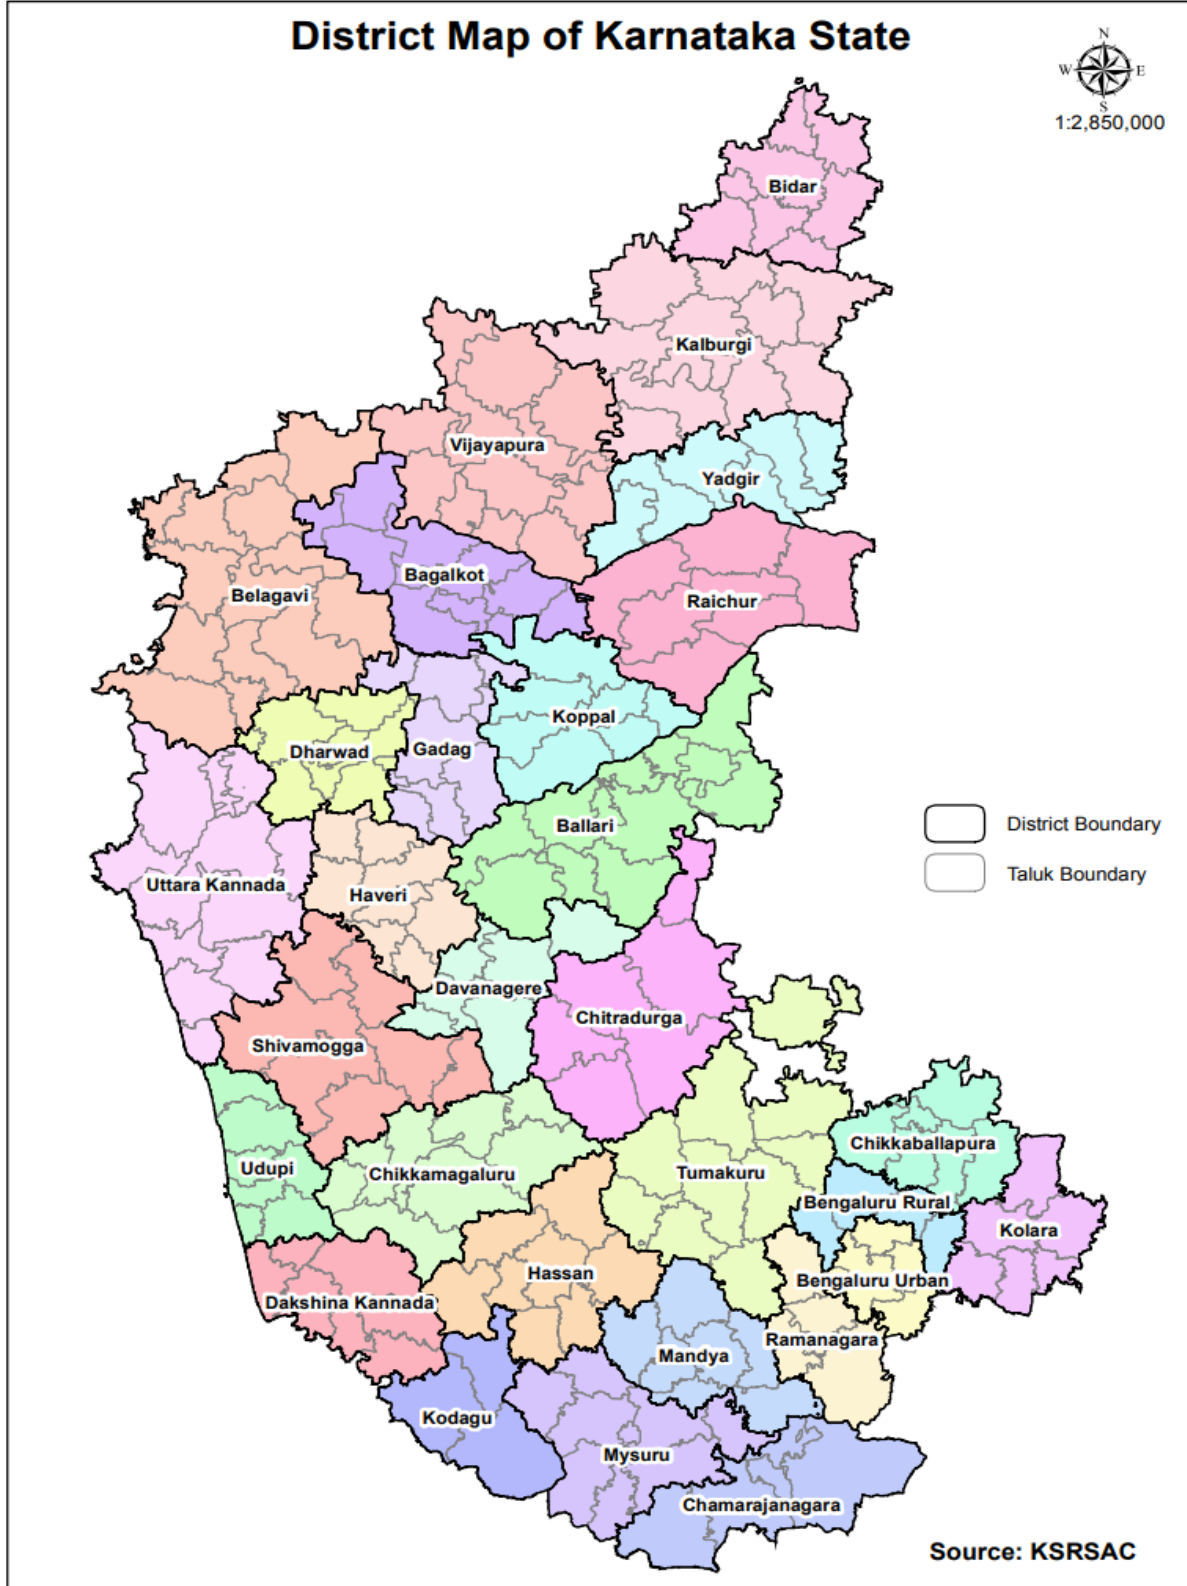 District Map of Karnataka State
N
W E
S
1:2,850,000
Bidar
Kalburgi
Vijayapura
Yadgir
Bagalkot
Belagavi
Raichur
Koppal
Dharwad
Gadag
Ballari
District Boundary
Taluk Boundary
Uttara Kannada
Haveri
Davanagere
Chitradurga
Shivamogga
Chikkaballapura
Udupi
Chikkamagaluru
Tumakuru
Bengaluru Rural
Kolara
Hassan
Bengaluru Urban
Dakshina Kannada
Ramanagara
Mandya
Kodagu
Mysuru
Chamarajanagara
Source: KSRSAC